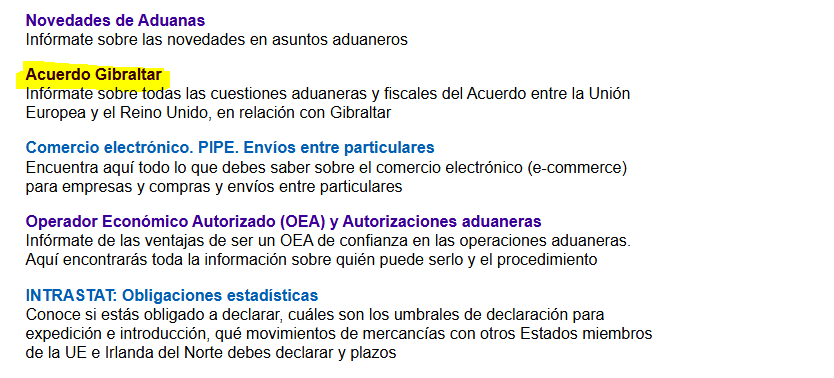 Novedades de Aduanas
Infórmate sobre las novedades en asuntos aduaneros
Acuerdo Gibraltar
Infórmate sobre todas las cuestiones aduaneras y fiscales del Acuerdo entre la Unión
Europea y el Reino Unido, en relación con Gibraltar
Comercio electrónico. PIPE. Envíos entre particulares
Encuentra aquí todo lo que debes saber sobre el comercio electrónico (e-commerce)
para empresas y compras y envíos entre particulares
Operador Económico Autorizado (OEA) y Autorizaciones aduaneras
Infórmate de las ventajas de ser un OEA de confianza en las operaciones aduaneras.
Aquí encontrarás toda la información sobre quién puede serlo y el procedimiento
INTRASTAT: Obligaciones estadísticas
Conoce si estás obligado a declarar, cuáles son los umbrales de declaración para
expedición e introducción, qué movimientos de mercancías con otros Estados miembros
de la UE e Irlanda del Norte debes declarar y plazos